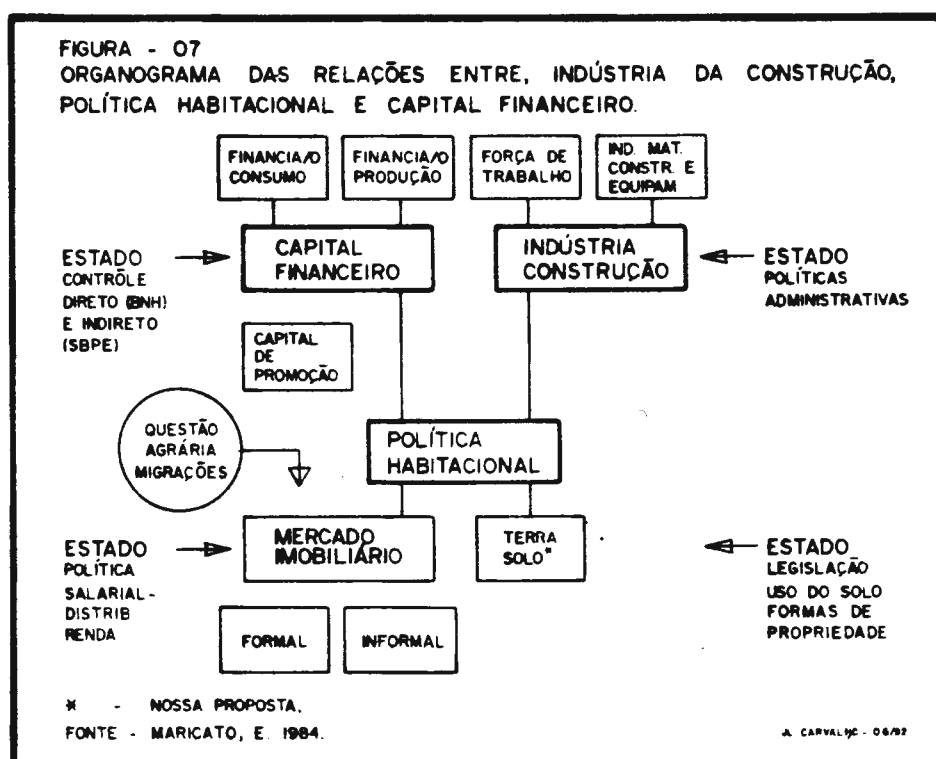 FIGURA - 07
ORGANOGRAMA DAS RELAÇÕES ENTRE, INDÚSTRIA DA CONSTRUÇÃO,
POLÍTICA HABITACIONAL E CAPITAL FINANCEIRO.
FINANCIA/O
CONSUMO
FINANCIA/O
PRODUÇÃO
FORÇA DE
TRABALHO
IND. MAT.
CONSTR. E
EQUIPAM
ESTADO
CONTRÔLE
DIRETO (BNH)
E INDIRETO
(SBPE)
CAPITAL
FINANCEIRO
INDÚSTRIA
CONSTRUÇÃO
ESTADO
POLÍTICAS
ADMINISTRATIVAS
CAPITAL
DE
PROMOÇÃO
QUESTÃO
AGRÁRIA
MIGRAÇÕES
POLÍTICA
HABITACIONAL
ESTADO
POLÍTICA
SALARIAL-
DISTRIB
RENDA
MERCADO
IMOBILIÁRIO
TERRA
SOLO*
ESTADO
LEGISLAÇÃO
USO DO SOLO
FORMAS DE
PROPRIEDADE
FORMAL
INFORMAL
* - NOSSA PROPOSTA.
FONTE - MARICATO, E. 1984.
CARVALHO - 06/92